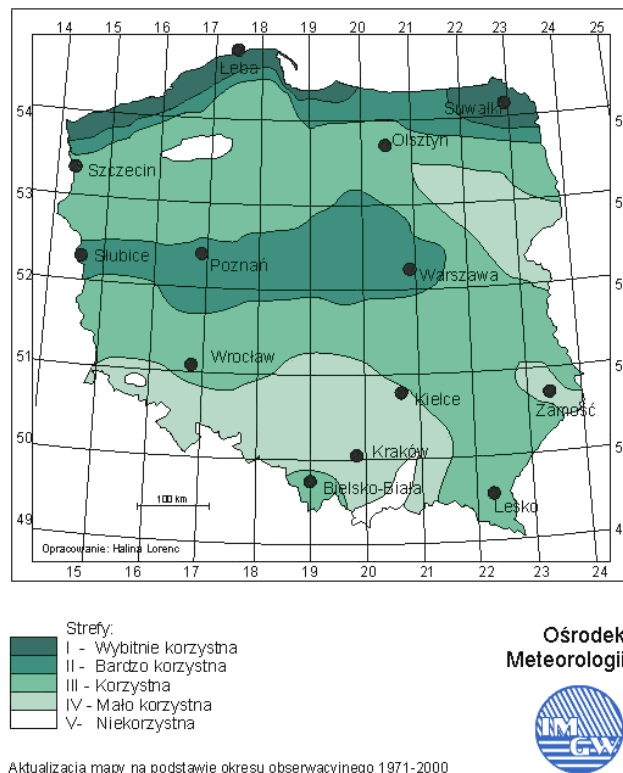 14 15 16 17 18 19 20 21 22 23 24 25
Łeba
54
Suwałki
Olsztyn
Szczecin
53
Słubice
Poznań
52
Warszawa
Wrocław
51
Kielce
Zamość
50
Kraków
Bielsko-Biała
Lesko
100 km
49
Opracowanie: Halina Lorenc
15 16 17 18 19 20 21 22 23 24
Strefy:
I - Wybitnie korzystna
II - Bardzo korzystna
III - Korzystna
IV - Mało korzystna
V- Niekorzystna
Ośrodek
Meteorologii
IM
GW
Aktualizacja mapy na podstawie okresu obserwacyjnego 1971-2000